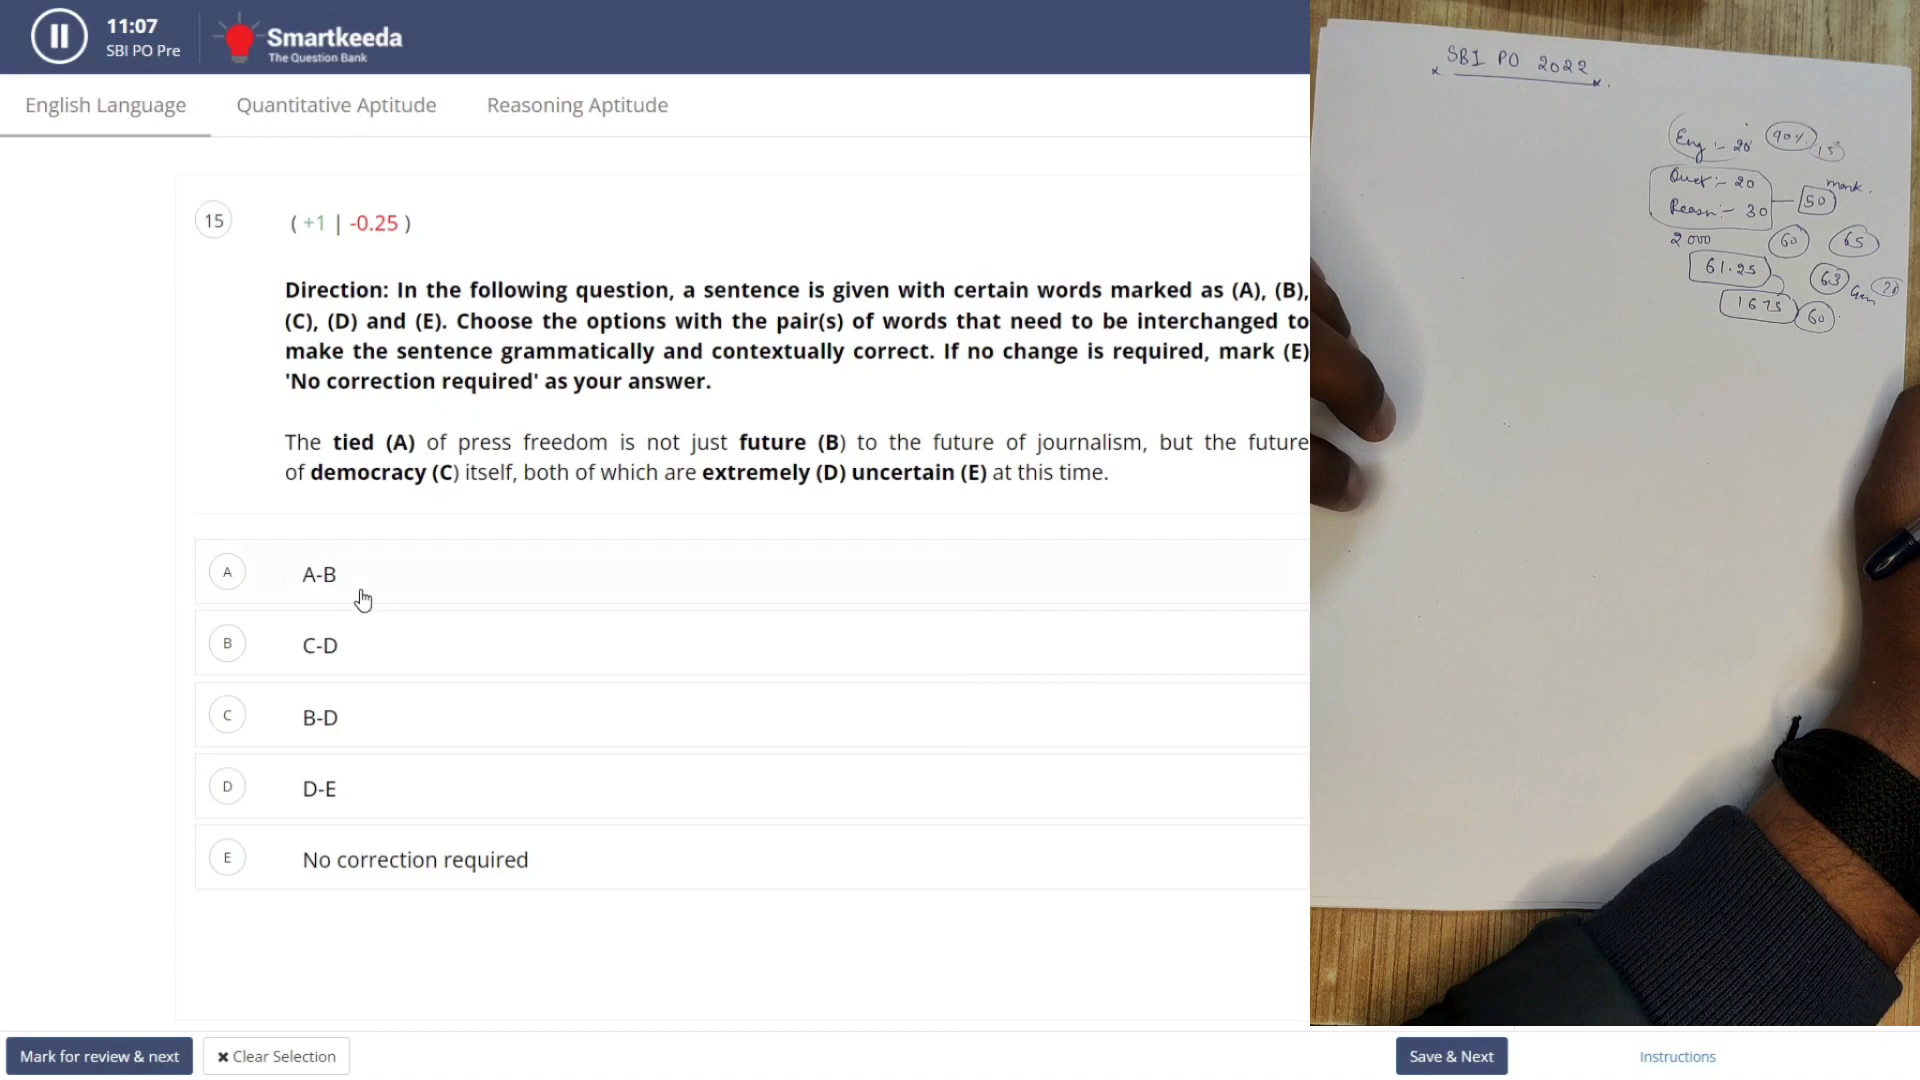 11:07
SBI PO Pre
Smartkeeda
The Question Bank
English Language Quantitative Aptitude Reasoning Aptitude
15 ( +1 | -0.25 )
Direction: In the following question, a sentence is given with certain words marked as (A), (B),
(C), (D) and (E). Choose the options with the pair(s) of words that need to be interchanged to
make the sentence grammatically and contextually correct. If no change is required, mark (E)
'No correction required' as your answer.
The tied (A) of press freedom is not just future (B) to the future of journalism, but the future
of democracy (C) itself, both of which are extremely (D) uncertain (E) at this time.
A A-B
B C-D
C B-D
D D-E
E No correction required
Mark for review & next ✖ Clear Selection Save & Next Instructions
SBI PO 2022
Eng :- 20 90% 15
Quat :- 20 mark.
Reason :- 30 50
2000 60 65
61.25 63 Gen
1675 60